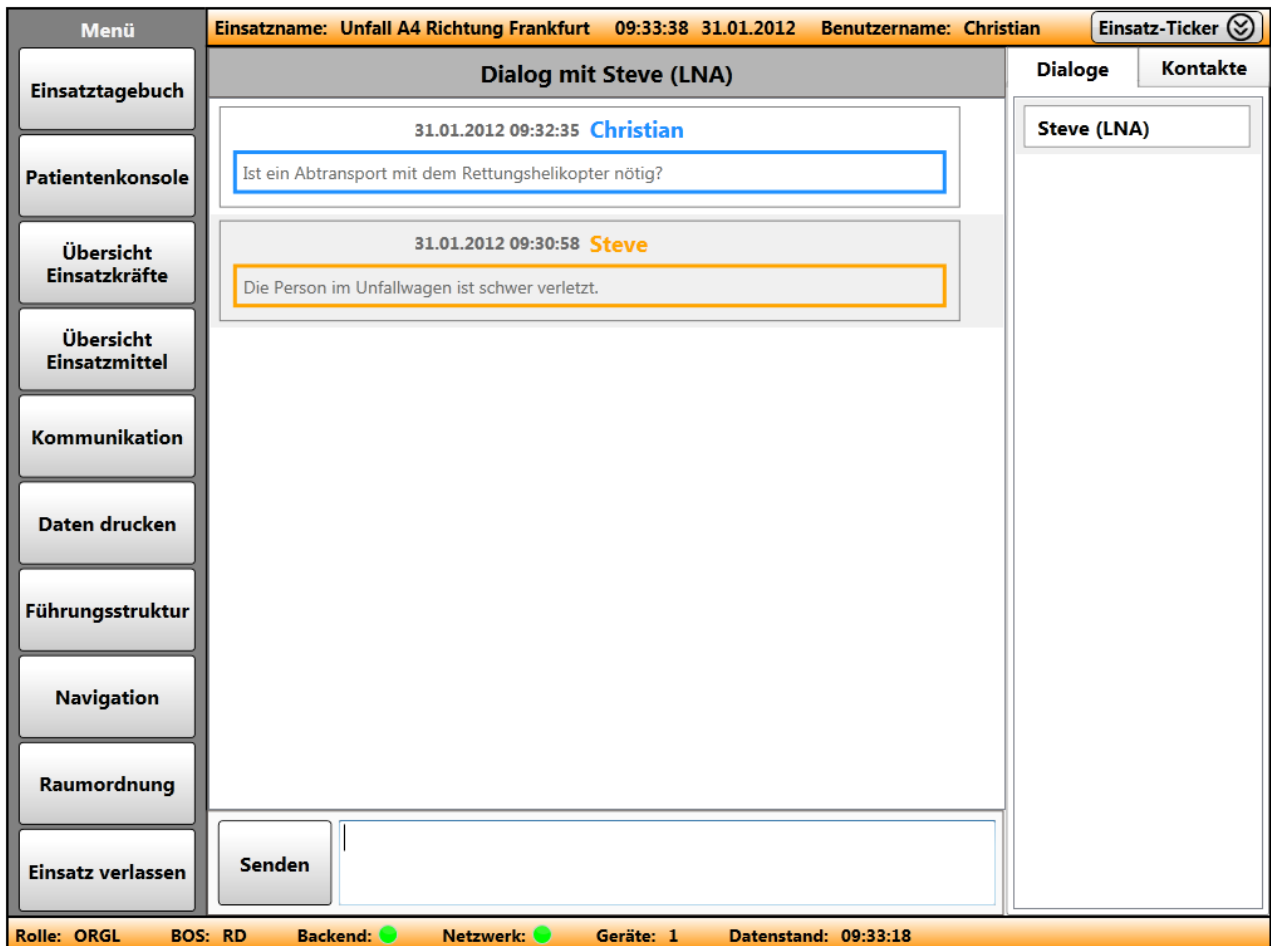 Menü
Einsatzname: Unfall A4 Richtung Frankfurt 09:33:38 31.01.2012 Benutzername: Christian Einsatz-Ticker
Einsatztagebuch
Patientenkonsole
Übersicht
Einsatzkräfte
Übersicht
Einsatzmittel
Kommunikation
Daten drucken
Führungsstruktur
Navigation
Raumordnung
Einsatz verlassen
Dialog mit Steve (LNA)
31.01.2012 09:32:35 Christian
Ist ein Abtransport mit dem Rettungshelikopter nötig?
31.01.2012 09:30:58 Steve
Die Person im Unfallwagen ist schwer verletzt.
Senden
Dialoge Kontakte
Steve (LNA)
Rolle: ORGL BOS: RD Backend: Netzwerk: Geräte: 1 Datenstand: 09:33:18